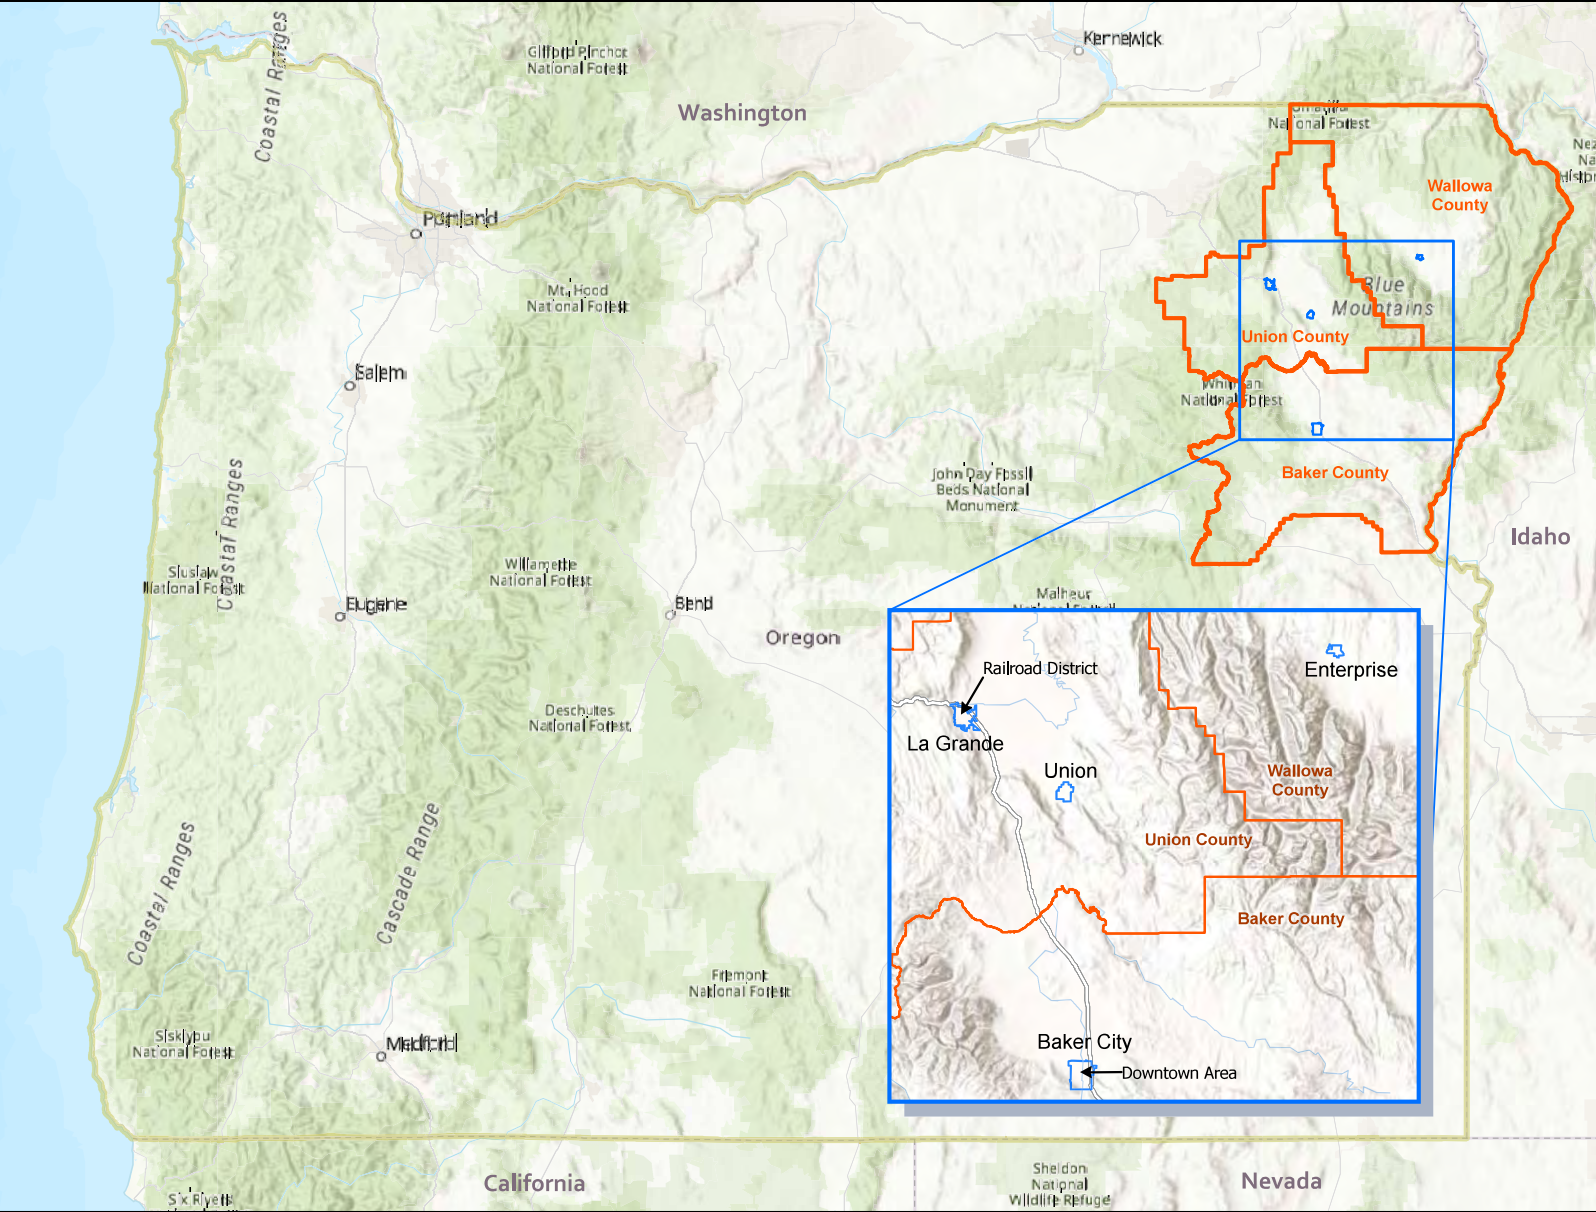 Coastal Ranges
Gifford Pinchot
National Forest
Kennewick
Washington
National Forest
Wallowa
County
Portland
Mt. Hood
National Forest
Blue
Mountains
Union County
Salem
Whitman
National Forest
Baker County
John Day Fossil
Beds National
Monument
Idaho
Coastal Ranges
Siuslaw
National Forest
Willamette
National Forest
Malheur
Eugene
Bend
Oregon
Railroad District
Enterprise
Deschutes
National Forest
La Grande
Union
Wallowa
County
Union County
Coastal Ranges
Cascade Range
Baker County
Fremont
National Forest
Siskiyou
National Forest
Medford
Baker City
Downtown Area
California
Sheldon
National
Wildlife Refuge
Nevada
Six Rivers